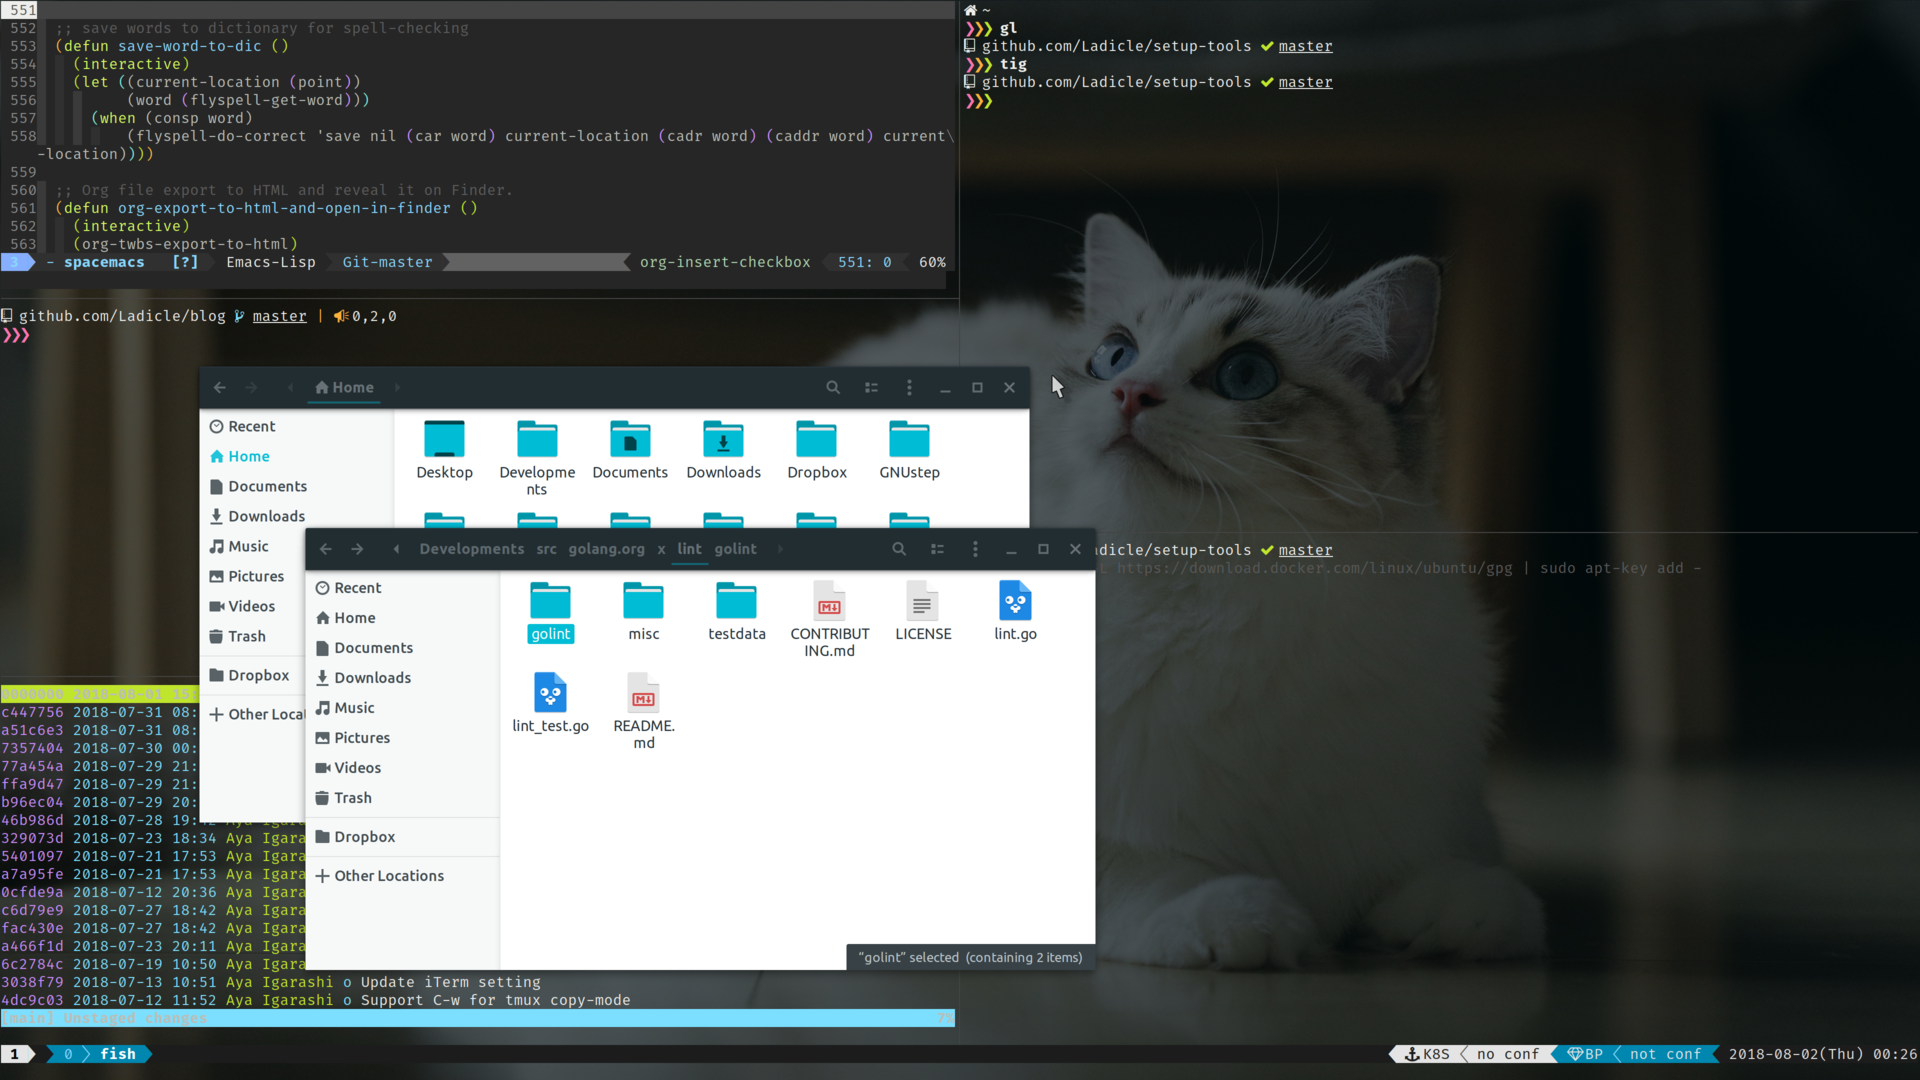 551
552 ;; save words to dictionary for spell-checking
553 (defun save-word-to-dic ()
554 (interactive)
555 (let ((current-location (point))
556 (word (flyspell-get-word)))
557 (when (consp word)
558 (flyspell-do-correct 'save nil (car word) current-location (cadr word) (caddr word) current\
-location))))
559
560 ;; Org file export to HTML and reveal it on Finder.
561 (defun org-export-to-html-and-open-in-finder ()
562 (interactive)
563 (org-twbs-export-to-html)
3 - spacemacs [?] Emacs-Lisp Git-master org-insert-checkbox 551: 0 60%
github.com/Ladicle/blog master | 0,2,0
❯❯❯
~
❯❯❯ gl
github.com/Ladicle/setup-tools ✔ master
❯❯❯ tig
github.com/Ladicle/setup-tools ✔ master
❯❯❯
Home
Recent
Home
Documents
Downloads
Music
Pictures
Videos
Trash
Dropbox
Other Locat
Desktop
Developme
nts
Documents
Downloads
Dropbox
GNUstep
Developments src golang.org x lint golint
Recent
Home
Documents
Downloads
Music
Pictures
Videos
Trash
Dropbox
Other Locations
golint
misc
testdata
CONTRIBUT
ING.md
LICENSE
lint.go
lint_test.go
README.
md
“golint” selected (containing 2 items)
adicle/setup-tools ✔ master
https://download.docker.com/linux/ubuntu/gpg | sudo apt-key add -
0000000 2018-08-01 15:
c447756 2018-07-31 08:
a51c6e3 2018-07-31 08:
7357404 2018-07-30 00:
77a454a 2018-07-29 21:
ffa9d47 2018-07-29 21:
b96ec04 2018-07-29 20:
46b986d 2018-07-28 19:42 Aya Igara
329073d 2018-07-23 18:34 Aya Igara
5401097 2018-07-21 17:53 Aya Igara
a7a95fe 2018-07-21 17:53 Aya Igara
0cfde9a 2018-07-12 20:36 Aya Igara
c6d79e9 2018-07-27 18:42 Aya Igara
fac430e 2018-07-27 18:42 Aya Igara
a466f1d 2018-07-23 20:11 Aya Igara
6c2784c 2018-07-19 10:50 Aya Igara
3038f79 2018-07-13 10:51 Aya Igarashi o Update iTerm setting
4dc9c03 2018-07-12 11:52 Aya Igarashi o Support C-w for tmux copy-mode
[main] Unstaged changes 7%
1 0 fish
K8S no conf BP not conf 2018-08-02(Thu) 00:26